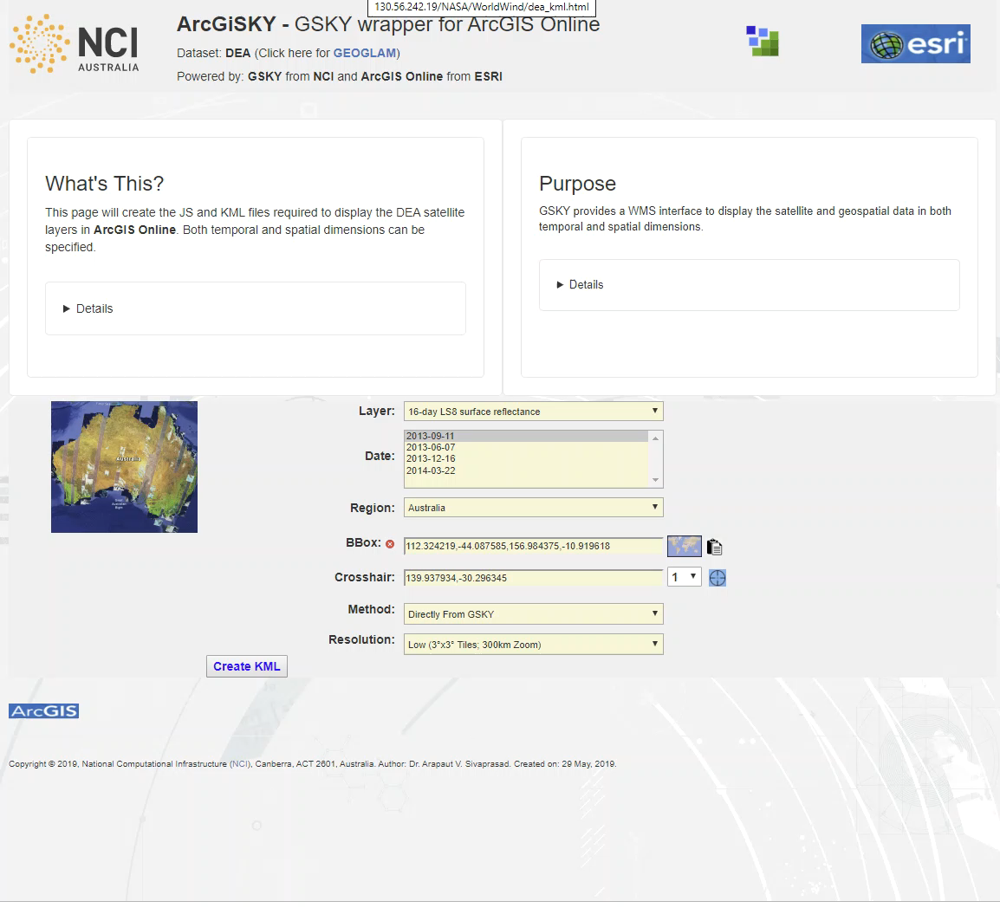 130.56.242.19/NASA/WorldWind/dea_kml.html
NCI
AUSTRALIA
ArcGiSKY - GSKY wrapper for ArcGIS Online
Dataset: DEA (Click here for GEOGLAM)
Powered by: GSKY from NCI and ArcGIS Online from ESRI
esri
What's This?
This page will create the JS and KML files required to display the DEA satellite
layers in ArcGIS Online. Both temporal and spatial dimensions can be
specified.
Details
Purpose
GSKY provides a WMS interface to display the satellite and geospatial data in both
temporal and spatial dimensions.
Details
Australia
Layer: 16-day LS8 surface reflectance
Date:
2013-09-11
2013-06-07
2013-12-16
2014-03-22
Region: Australia
BBox: 112.324219,-44.087585,156.984375,-10.919618
Crosshair: 139.937934,-30.296345 1
Method: Directly From GSKY
Resolution: Low (3°x3° Tiles; 300km Zoom)
Create KML
ArcGIS
Copyright © 2019, National Computational Infrastructure (NCI), Canberra, ACT 2601, Australia. Author: Dr. Arapaut V. Sivaprasad. Created on: 29 May, 2019.